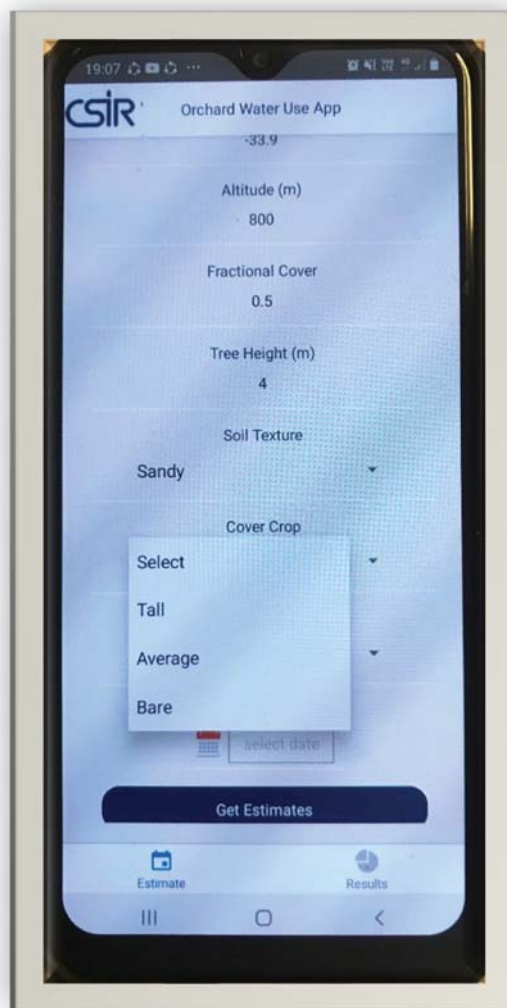 19:07
CSIR
Orchard Water Use App
-33.9
Altitude (m)
800
Fractional Cover
0.5
Tree Height (m)
4
Soil Texture
Sandy
Cover Crop
Select
Tall
Average
Bare
Select date
Get Estimates
Estimate
Results